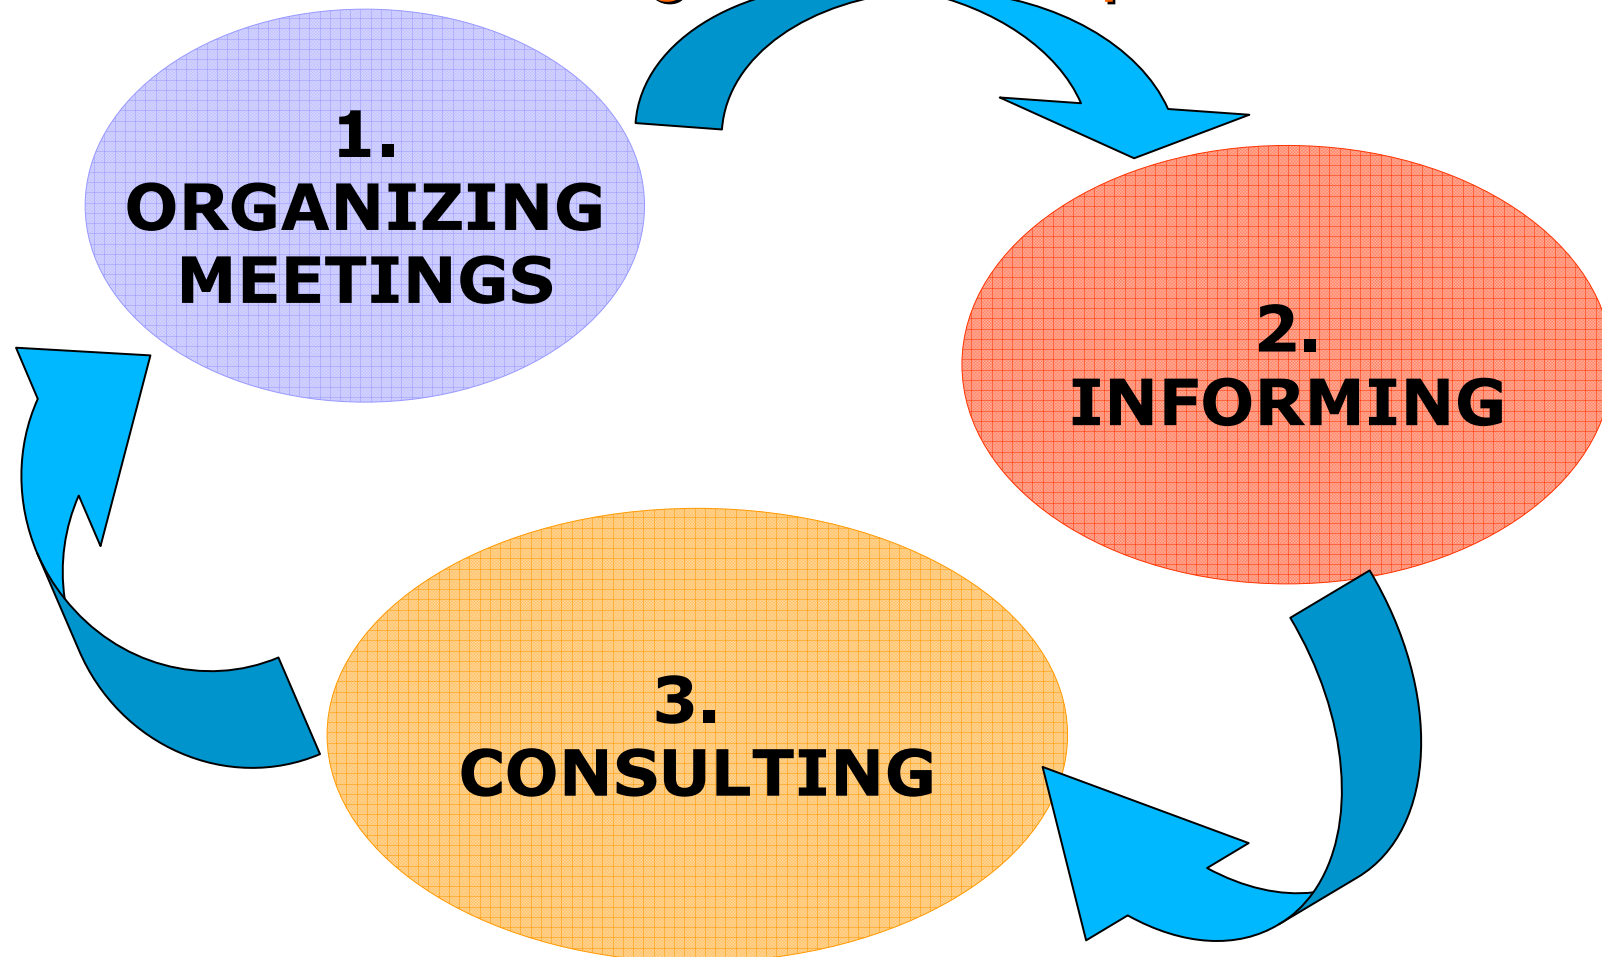 1.
ORGANIZING
MEETINGS
2.
INFORMING
3.
CONSULTING